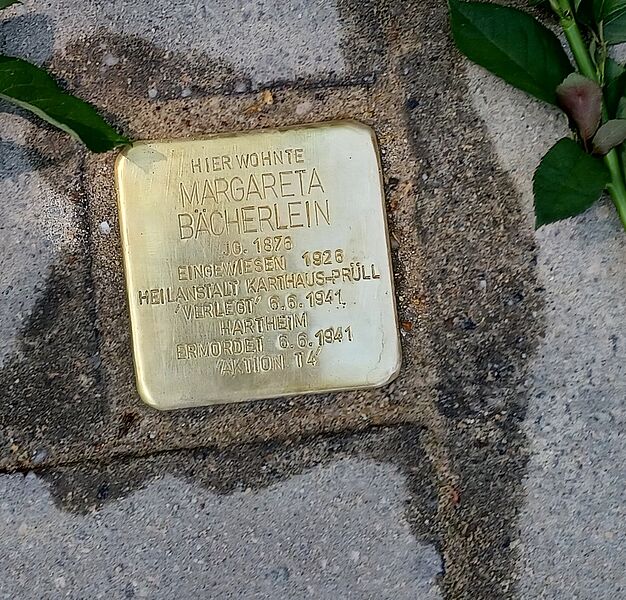 HIER WOHNTE
MARGARETA
BÄCHERLEIN
JG. 1876
EINGEWIESEN 1926
HEILANSTALT KARTHAUS-PRÜLL
'VERLEGT' 6.6.1941
HARTHEIM
ERMORDET 6.6.1941
'AKTION T4'